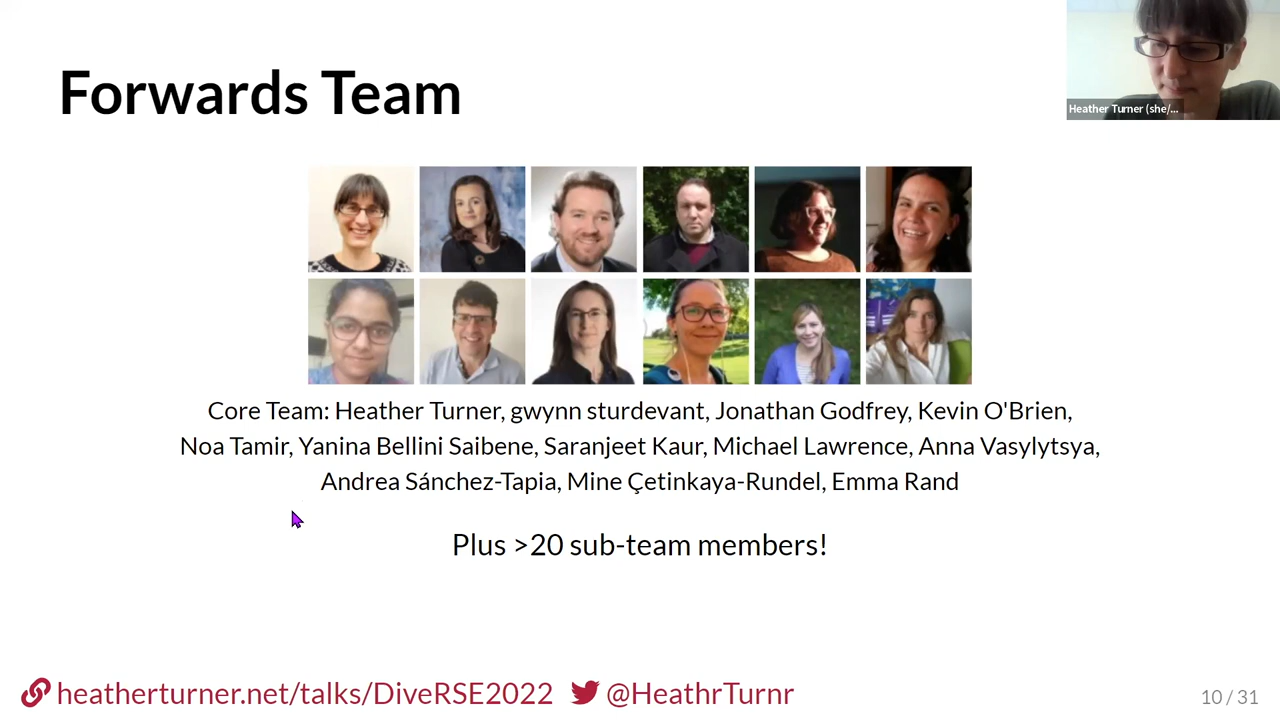 Forwards Team
Heather Turner (she/...
Core Team: Heather Turner, gwynn sturdevant, Jonathan Godfrey, Kevin O'Brien,
Noa Tamir, Yanina Bellini Saibene, Saranjeet Kaur, Michael Lawrence, Anna Vasylytsya,
Andrea Sánchez-Tapia, Mine Çetinkaya-Rundel, Emma Rand
Plus >20 sub-team members!
heatherturner.net/talks/DiveRSE2022 @HeathrTurnr
10 / 31